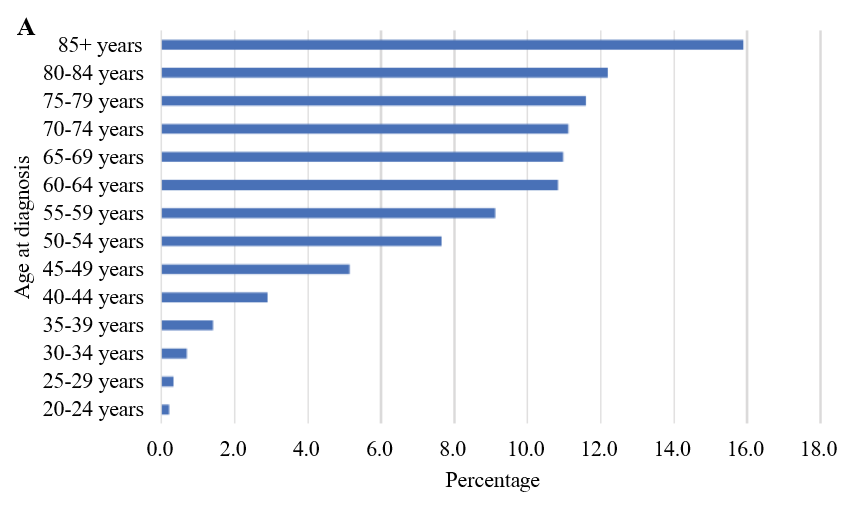 A
85+ years
80-84 years
75-79 years
70-74 years
65-69 years
60-64 years
55-59 years
50-54 years
45-49 years
40-44 years
35-39 years
30-34 years
25-29 years
20-24 years
Age at diagnosis
0.0 2.0 4.0 6.0 8.0 10.0 12.0 14.0 16.0 18.0
Percentage